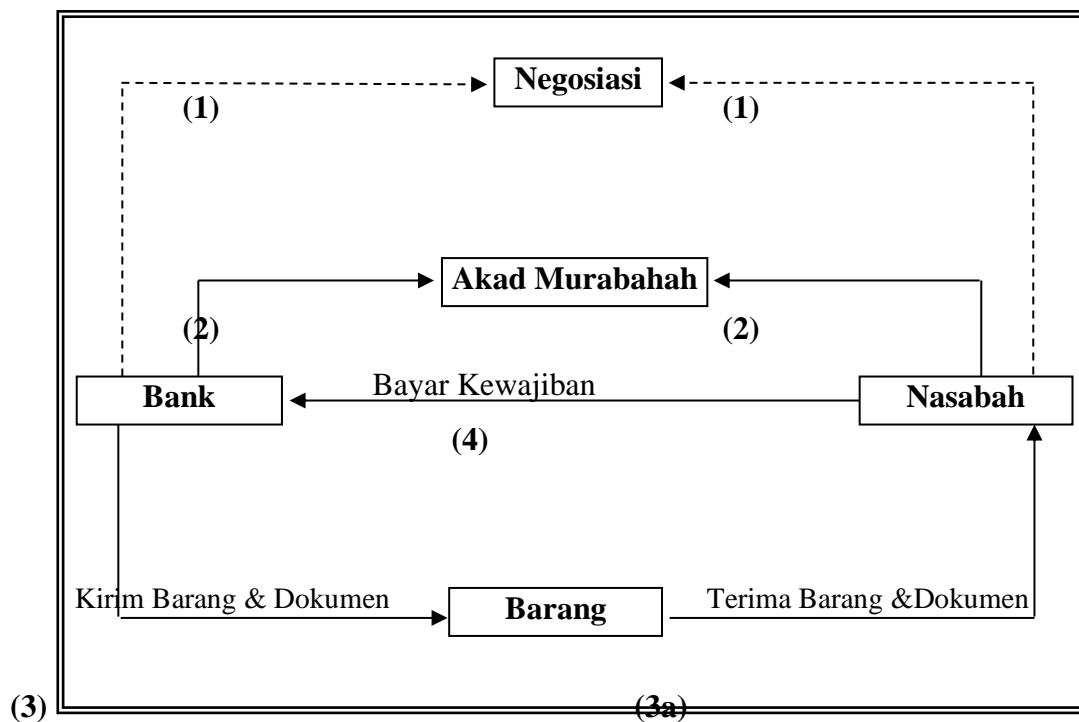 Negosiasi
(1) (1)
Akad Murabahah
(2) (2)
Bayar Kewajiban
Bank Nasabah
(4)
Kirim Barang & Dokumen Terima Barang &Dokumen
Barang
(3) (3a)